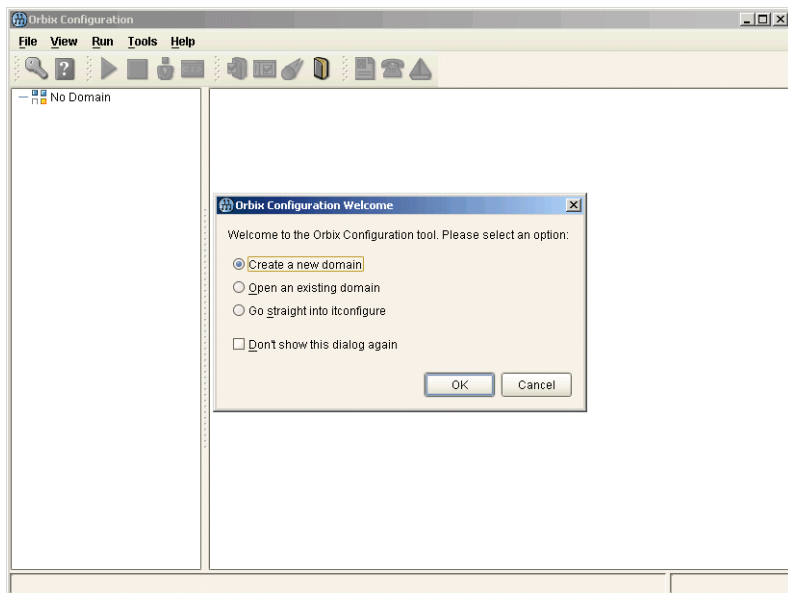 Orbix Configuration
File View Run Tools Help
No Domain
Orbix Configuration Welcome
Welcome to the Orbix Configuration tool. Please select an option:
Create a new domain
Open an existing domain
Go straight into itconfigure
Don't show this dialog again
OK Cancel